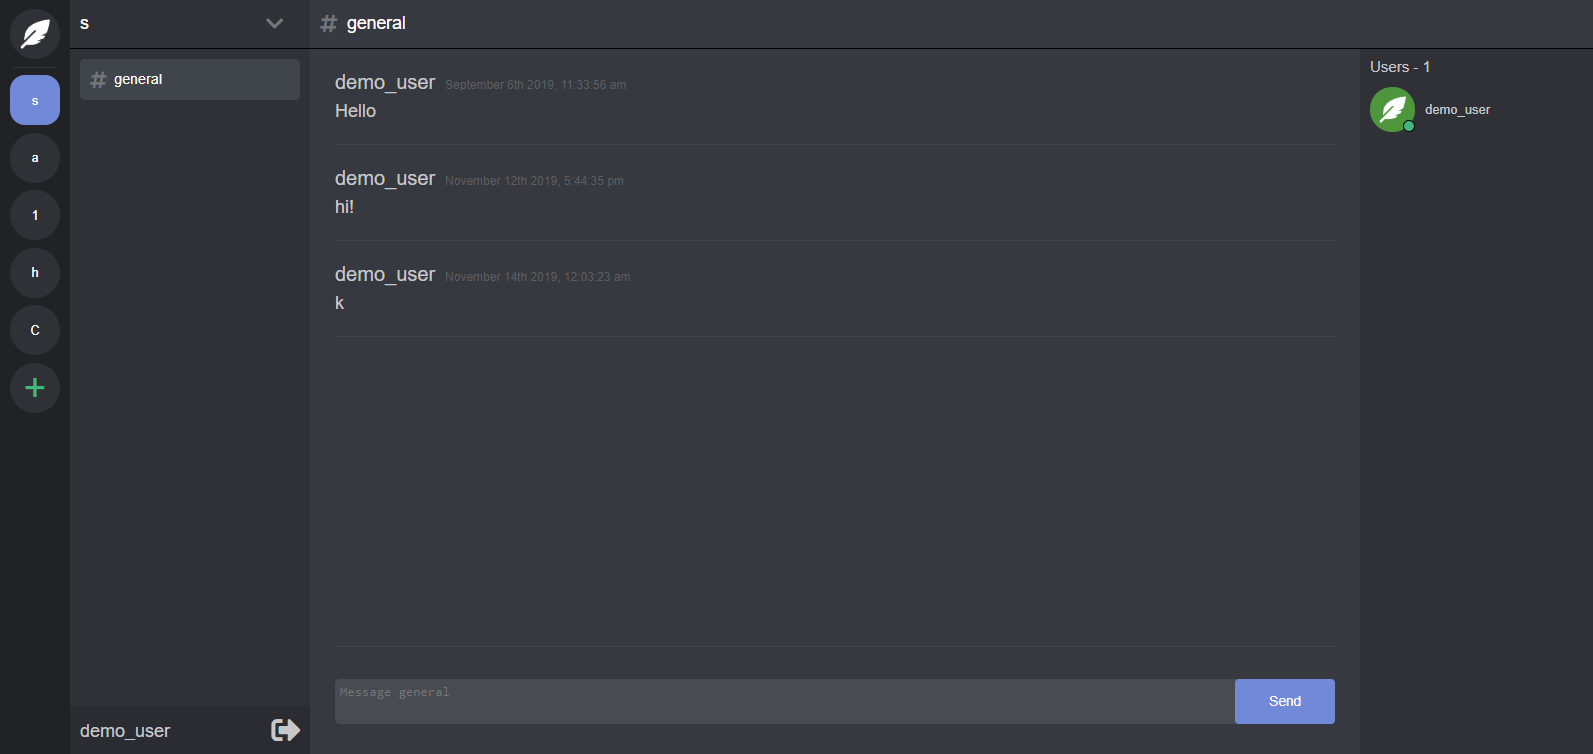 s
general
s
a
1
h
C
demo_user
general
demo_user September 6th 2019, 11:33:56 am
Hello
demo_user November 12th 2019, 5:44:35 pm
hi!
demo_user November 14th 2019, 12:03:23 am
k
Message general
Send
Users - 1
demo_user